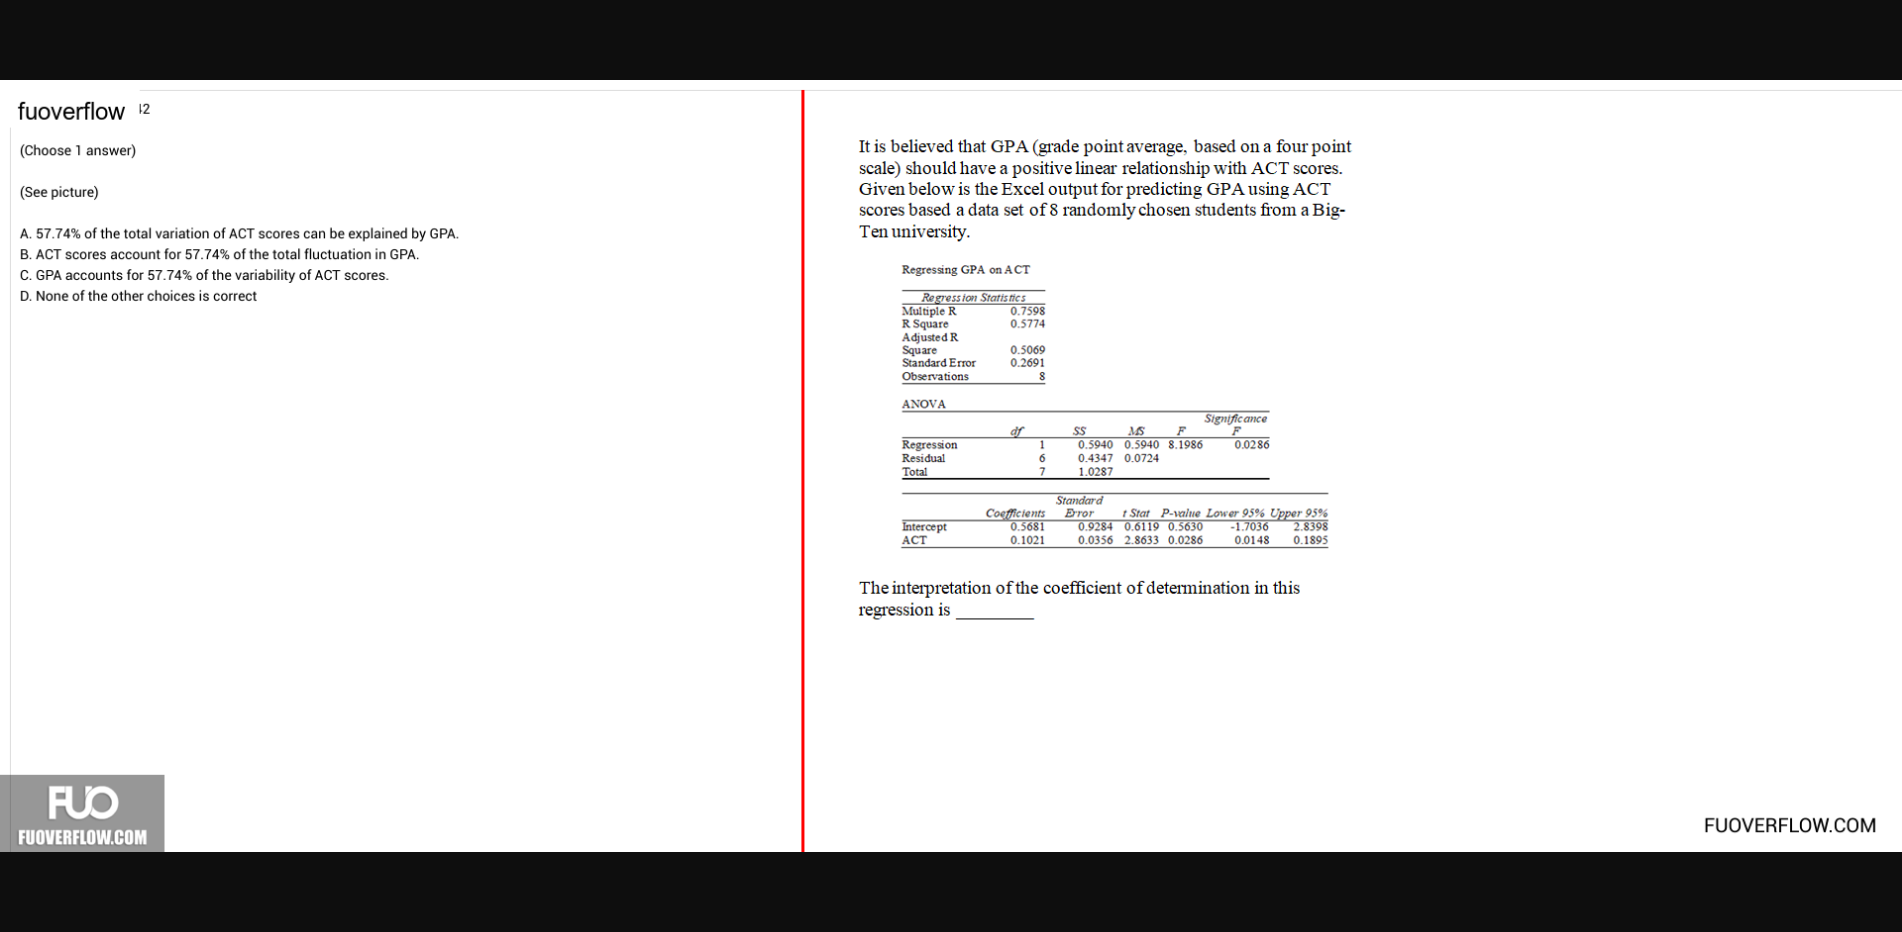 fuoverflow 12
(Choose 1 answer)
(See picture)
A. 57.74% of the total variation of ACT scores can be explained by GPA.
B. ACT scores account for 57.74% of the total fluctuation in GPA.
C. GPA accounts for 57.74% of the variability of ACT scores.
D. None of the other choices is correct
FUO
FUOVERFLOW.COM
It is believed that GPA (grade point average, based on a four point
scale) should have a positive linear relationship with ACT scores.
Given below is the Excel output for predicting GPA using ACT
scores based a data set of 8 randomly chosen students from a Big-
Ten university.
Regressing GPA on ACT
Regression Statistics
Multiple R 0.7598
R Square 0.5774
Adjusted R
Square 0.5069
Standard Error 0.2691
Observations 8
ANOVA
Significance
df SS MS F F
Regression 1 0.5940 0.5940 8.1986 0.0286
Residual 6 0.4347 0.0724
Total 7 1.0287
Standard
Coefficients Error t Stat P-value Lower 95% Upper 95%
Intercept 0.5681 0.9284 0.6119 0.5630 -1.7036 2.8398
ACT 0.1021 0.0356 2.8633 0.0286 0.0148 0.1895
The interpretation of the coefficient of determination in this
regression is ________
FUOVERFLOW.COM